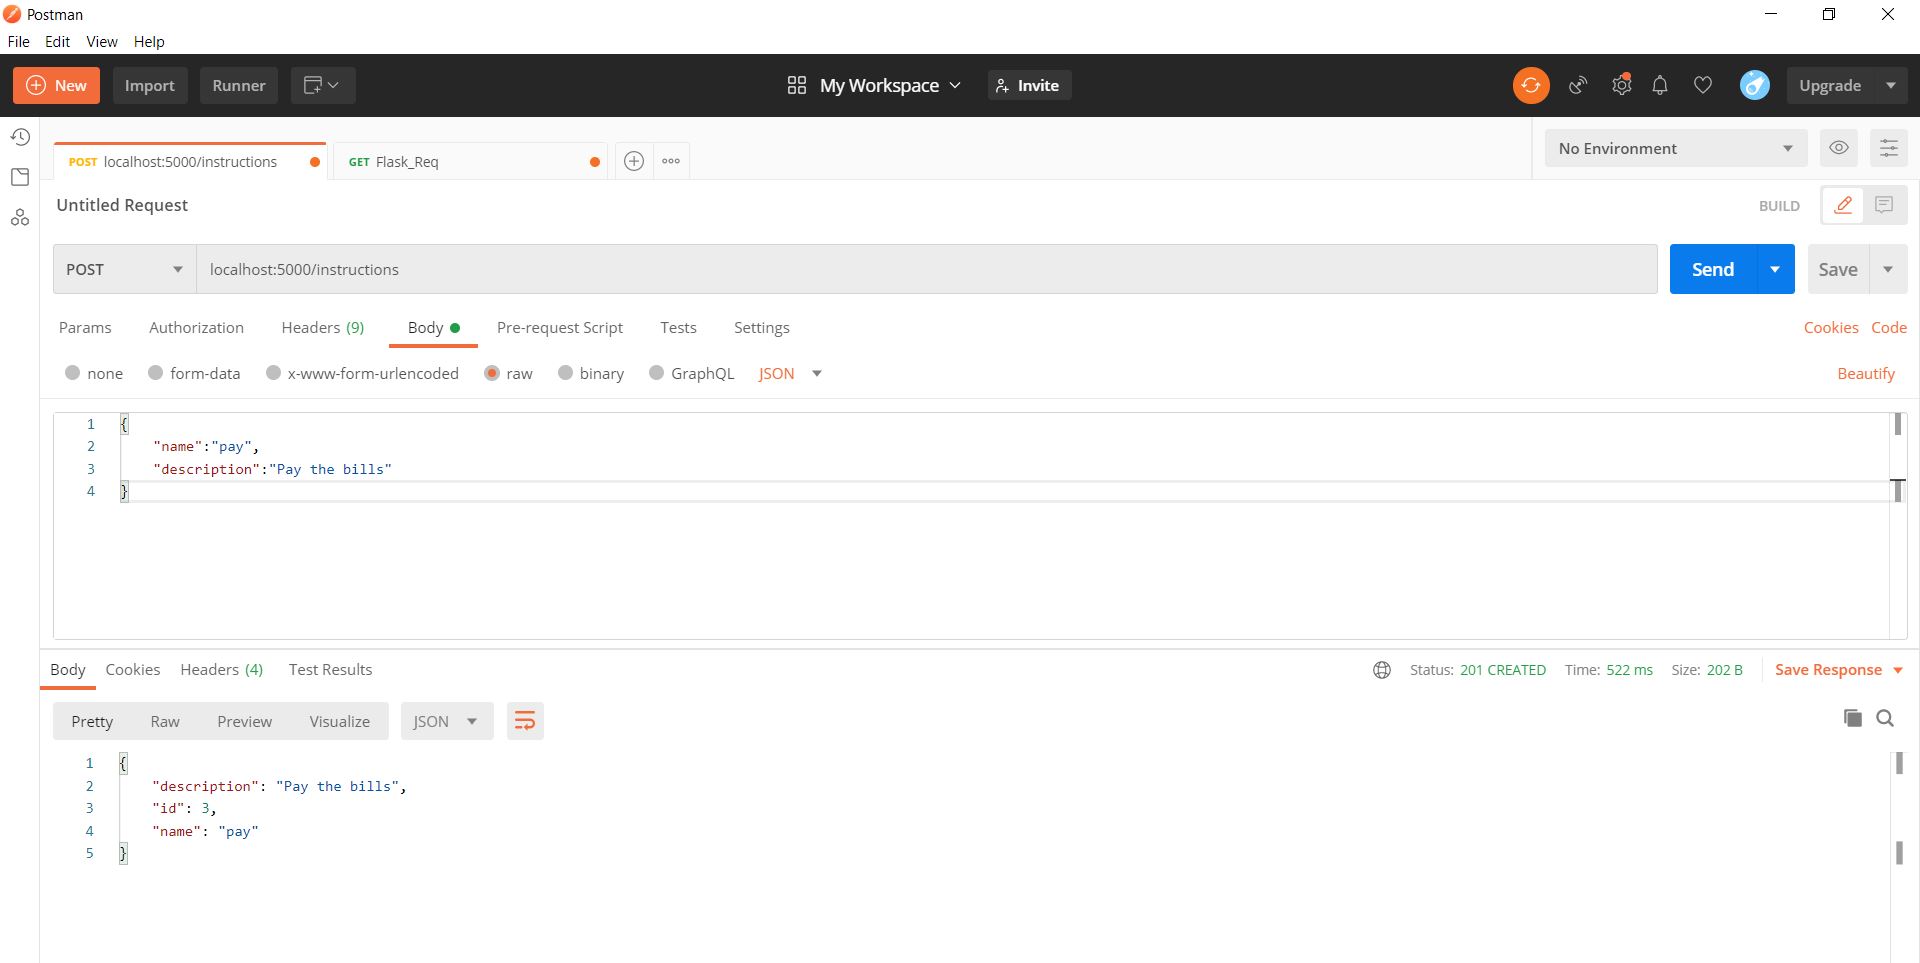 Postman
File Edit View Help
New Import Runner My Workspace Invite Upgrade
POST localhost:5000/instructions GET Flask_Req No Environment
Untitled Request BUILD
POST localhost:5000/instructions Send Save
Params Authorization Headers (9) Body Pre-request Script Tests Settings Cookies Code
none form-data x-www-form-urlencoded raw binary GraphQL JSON Beautify
1 {
2 "name":"pay",
3 "description":"Pay the bills"
4 }
Body Cookies Headers (4) Test Results Status: 201 CREATED Time: 522 ms Size: 202 B Save Response
Pretty Raw Preview Visualize JSON
1 {
2 "description": "Pay the bills",
3 "id": 3,
4 "name": "pay"
5 }